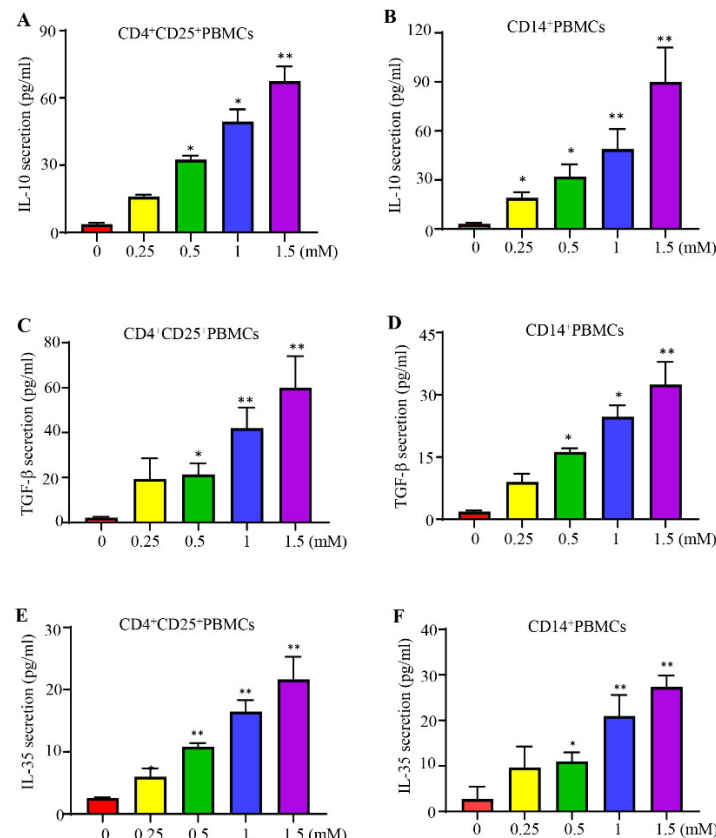 A
CD4⁺CD25⁺PBMCs
IL-10 secretion (pg/ml)
90
60
30
0
*
*
**
0 0.25 0.5 1 1.5 (mM)
B
CD14⁺PBMCs
IL-10 secretion (pg/ml)
120
90
60
30
0
*
*
**
**
0 0.25 0.5 1 1.5 (mM)
C
CD4⁺CD25⁺PBMCs
TGF-β secretion (pg/ml)
80
60
40
20
0
*
**
**
0 0.25 0.5 1 1.5 (mM)
D
CD14⁺PBMCs
TGF-β secretion (pg/ml)
45
30
15
0
*
*
**
0 0.25 0.5 1 1.5 (mM)
E
CD4⁺CD25⁺PBMCs
IL-35 secretion (pg/ml)
30
20
10
0
*
**
**
**
0 0.25 0.5 1 1.5 (mM)
F
CD14⁺PBMCs
IL-35 secretion (pg/ml)
40
30
20
10
0
*
**
**
0 0.25 0.5 1 1.5 (mM)